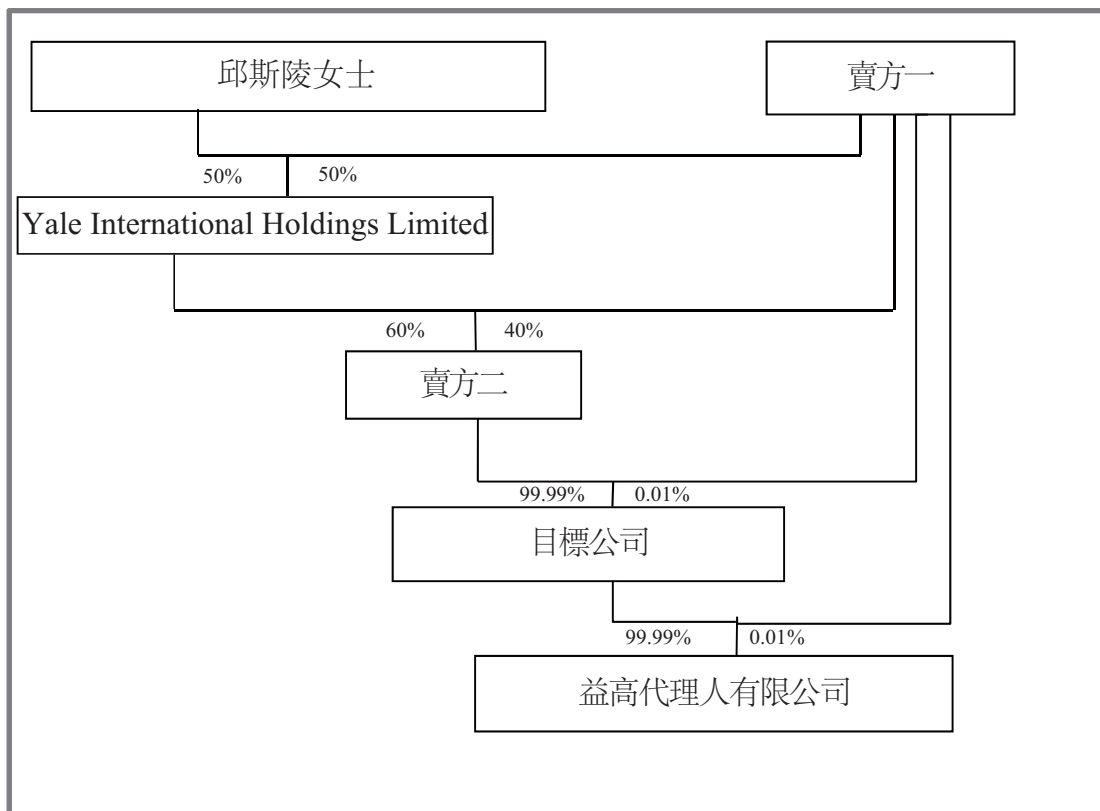 邱斯陵女士
賣方一
50%
50%
Yale International Holdings Limited
60%
40%
賣方二
99.99%
0.01%
目標公司
99.99%
0.01%
益高代理人有限公司